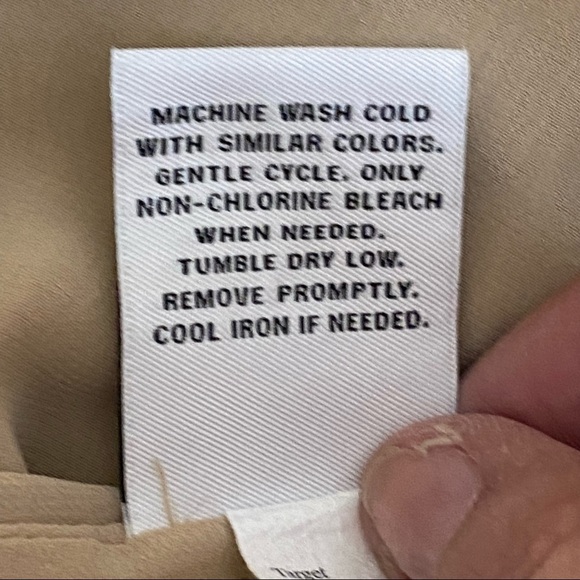 MACHINE WASH COLD
WITH SIMILAR COLORS.
GENTLE CYCLE. ONLY
NON-CHLORINE BLEACH
WHEN NEEDED.
TUMBLE DRY LOW.
REMOVE PROMPTLY.
COOL IRON IF NEEDED.
Target